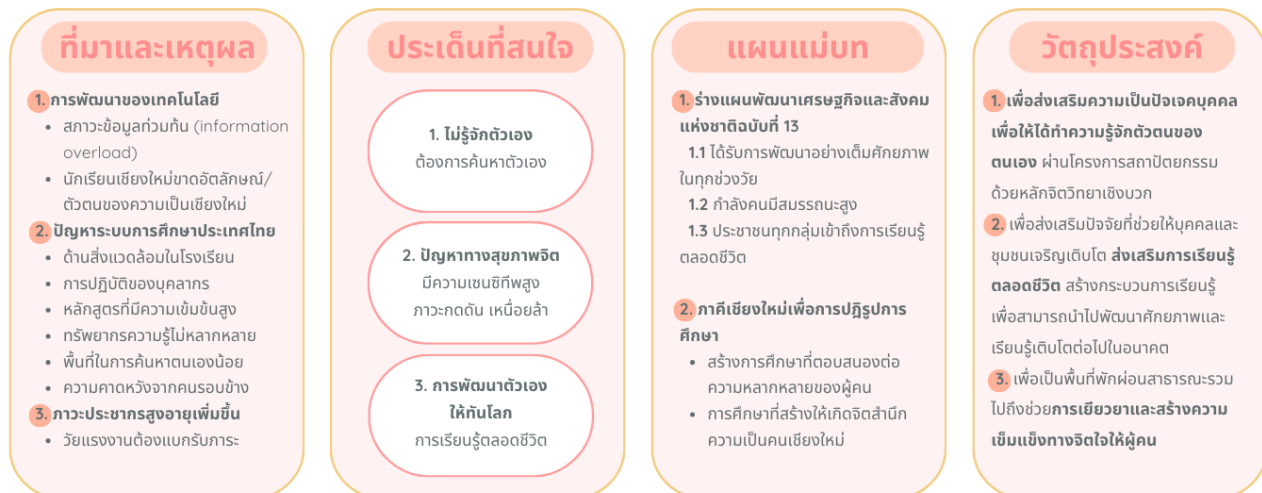 ที่มาและเหตุผล
1. การพัฒนาของเทคโนโลยี
• สภาวะข้อมูลท่วมท้น (information
overload)
• นักเรียนเชียงใหม่ขาดอัตลักษณ์/
ตัวตนของความเป็นเชียงใหม่
2. ปัญหาระบบการศึกษาประเทศไทย
• ด้านสิ่งแวดล้อมในโรงเรียน
• การปฏิบัติของบุคลากร
• หลักสูตรที่มีความเข้มข้นสูง
• ทรัพยากรความรู้ไม่หลากหลาย
• พื้นที่ในการค้นหาตนเองน้อย
• ความคาดหวังจากคนรอบข้าง
3. ภาวะประชากรสูงอายุเพิ่มขึ้น
• วัยแรงงานต้องแบกรับภาระ
ประเด็นที่สนใจ
1. ไม่รู้จักตัวเอง
ต้องการค้นหาตัวเอง
2. ปัญหาทางสุขภาพจิต
มีความเซนซิทีฟสูง
ภาวะกดดัน เหนื่อยล้า
3. การพัฒนาตัวเอง
ให้ทันโลก
การเรียนรู้ตลอดชีวิต
แผนแม่บท
1. ร่างแผนพัฒนาเศรษฐกิจและสังคม
แห่งชาติฉบับที่ 13
1.1 ได้รับการพัฒนาอย่างเต็มศักยภาพ
ในทุกช่วงวัย
1.2 กำลังคนมีสมรรถนะสูง
1.3 ประชาชนทุกกลุ่มเข้าถึงการเรียนรู้
ตลอดชีวิต
2. ภาคีเชียงใหม่เพื่อการปฎิรูปการ
ศึกษา
• สร้างการศึกษาที่ตอบสนองต่อ
ความหลากหลายของผู้คน
• การศึกษาที่สร้างให้เกิดจิตสำนึก
ความเป็นคนเชียงใหม่
วัตถุประสงค์
1. เพื่อส่งเสริมความเป็นปัจเจคบุคคล
เพื่อให้ได้ทำความรู้จักตัวตนของ
ตนเอง ผ่านโครงการสถาปัตยกรรม
ด้วยหลักจิตวิทยาเชิงบวก
2. เพื่อส่งเสริมปัจจัยที่ช่วยให้บุคคลและ
ชุมชนเจริญเติบโต ส่งเสริมการเรียนรู้
ตลอดชีวิต สร้างกระบวนการเรียนรู้
เพื่อสามารถนำไปพัฒนาศักยภาพและ
เรียนรู้เติบโตต่อไปในอนาคต
3. เพื่อเป็นพื้นที่พักผ่อนสาธารณะรวม
ไปถึงช่วยการเยียวยาและสร้างความ
เข็มแข็งทางจิตใจให้ผู้คน